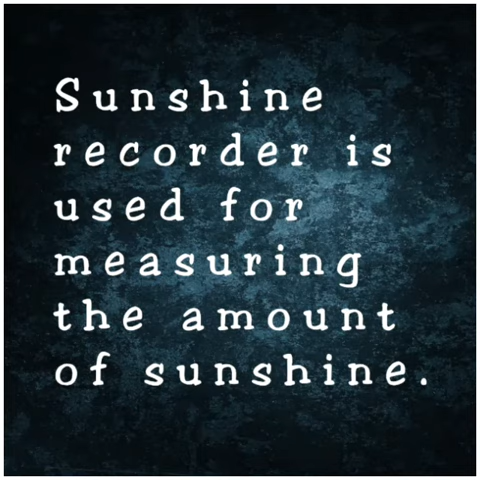 Sunshine
recorder is
used for
measuring
the amount
of sunshine.